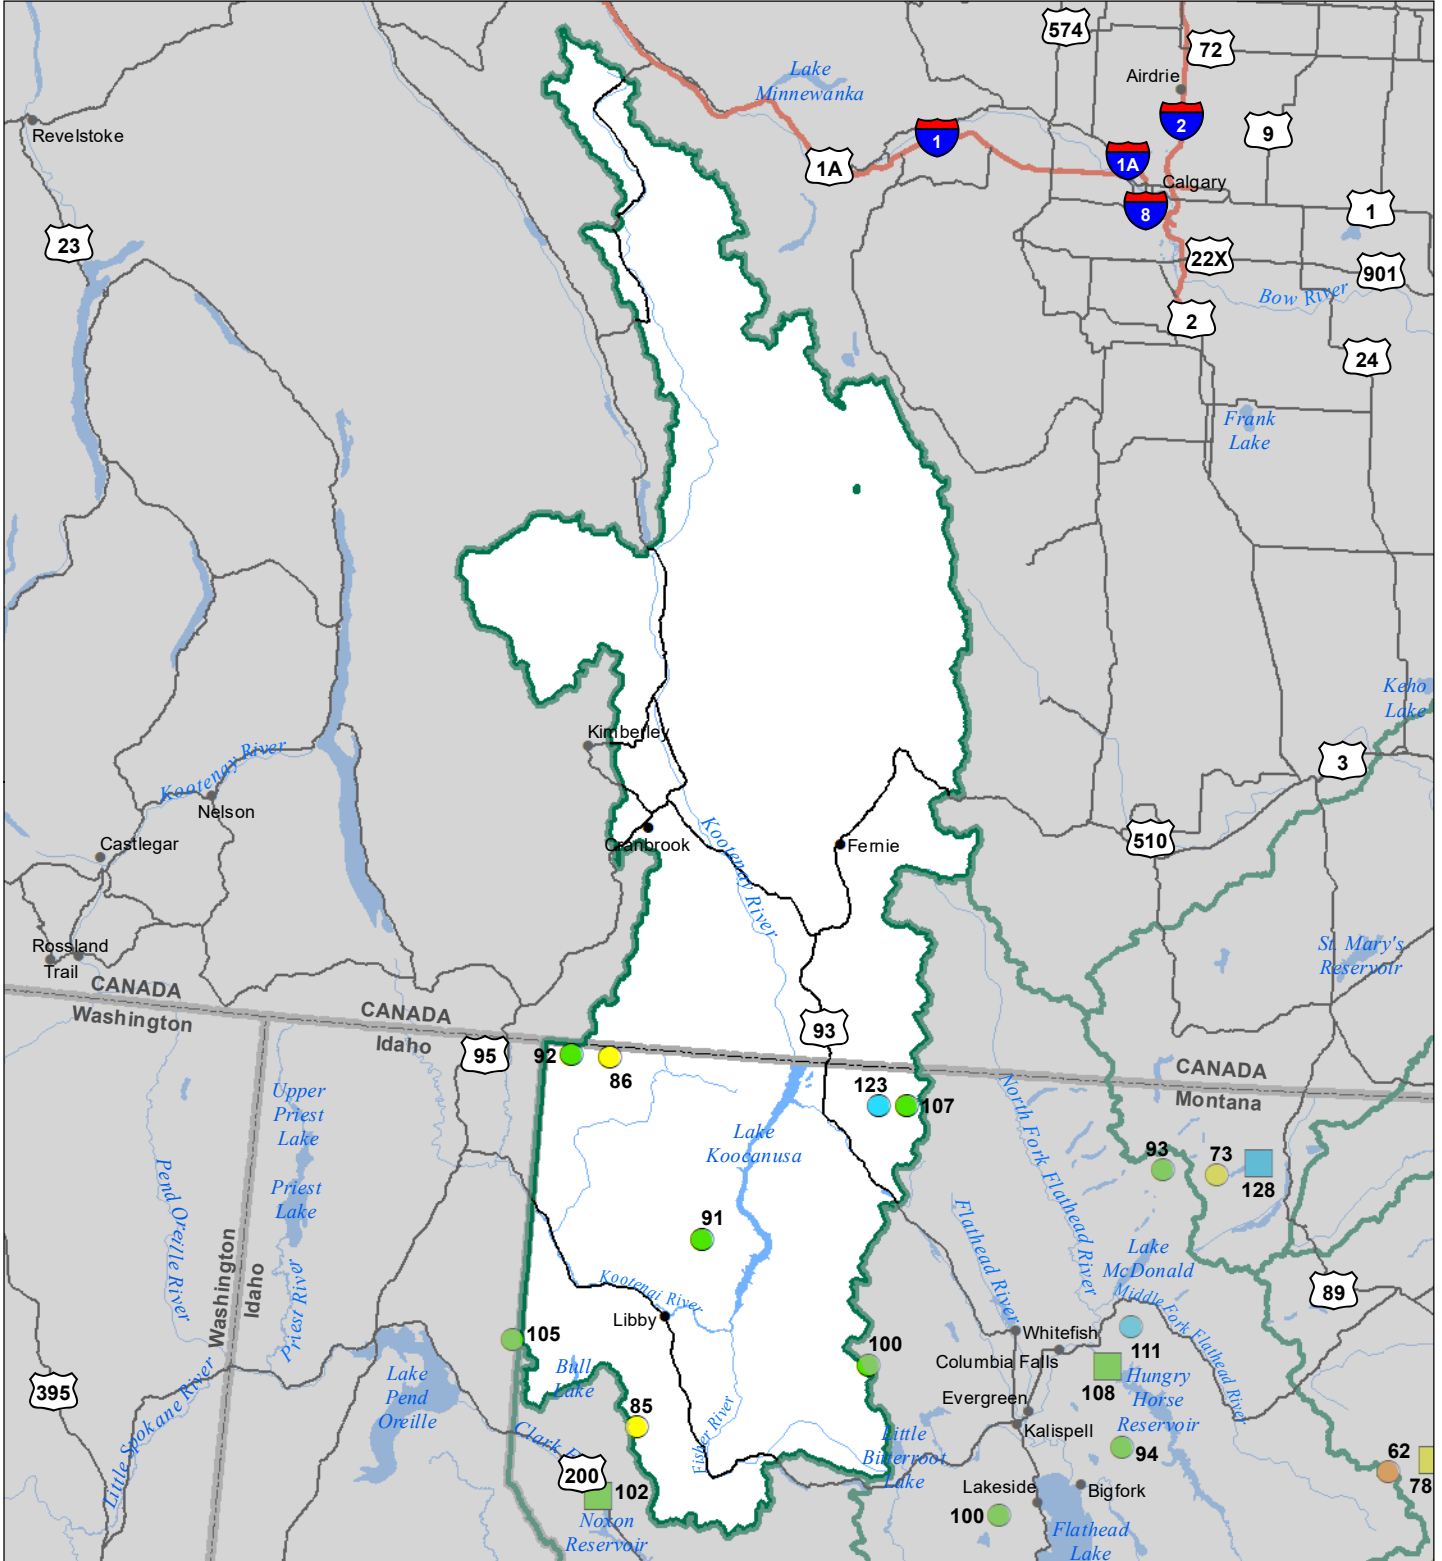 574
72
Airdrie
Lake
Minnewanka
2
9
Revelstoke
1
1A
1A
Calgary
8
1
23
22X
901
Bow River
2
24
Frank
Lake
Keho
Lake
Kimberley
Kootenay River
3
Nelson
Castlegar
Cranbrook
Kootenay River
Fernie
510
Rossland
Trail
St. Mary's
Reservoir
CANADA
Washington
CANADA
Idaho
95
93
92
86
CANADA
Montana
Upper
Priest
Lake
123
107
North Fork Flathead River
Lake
Koocanusa
93
73
128
Pend Oreille River
Priest
Lake
91
Flathead River
Lake
McDonald
Washington
Idaho
Priest River
Kootenai River
Middle Fork Flathead River
89
Libby
105
Whitefish
111
Columbia Falls
100
108
Hungry
Horse
Reservoir
Bull
Lake
Lake
Pend
Oreille
395
Little Spokane River
85
Evergreen
Kalispell
Fisher River
Clark F
Little
Bitterroot
Lake
94
62
78
200
102
Noxon
Reservoir
Lakeside
Bigfork
100
Flathead
Lake